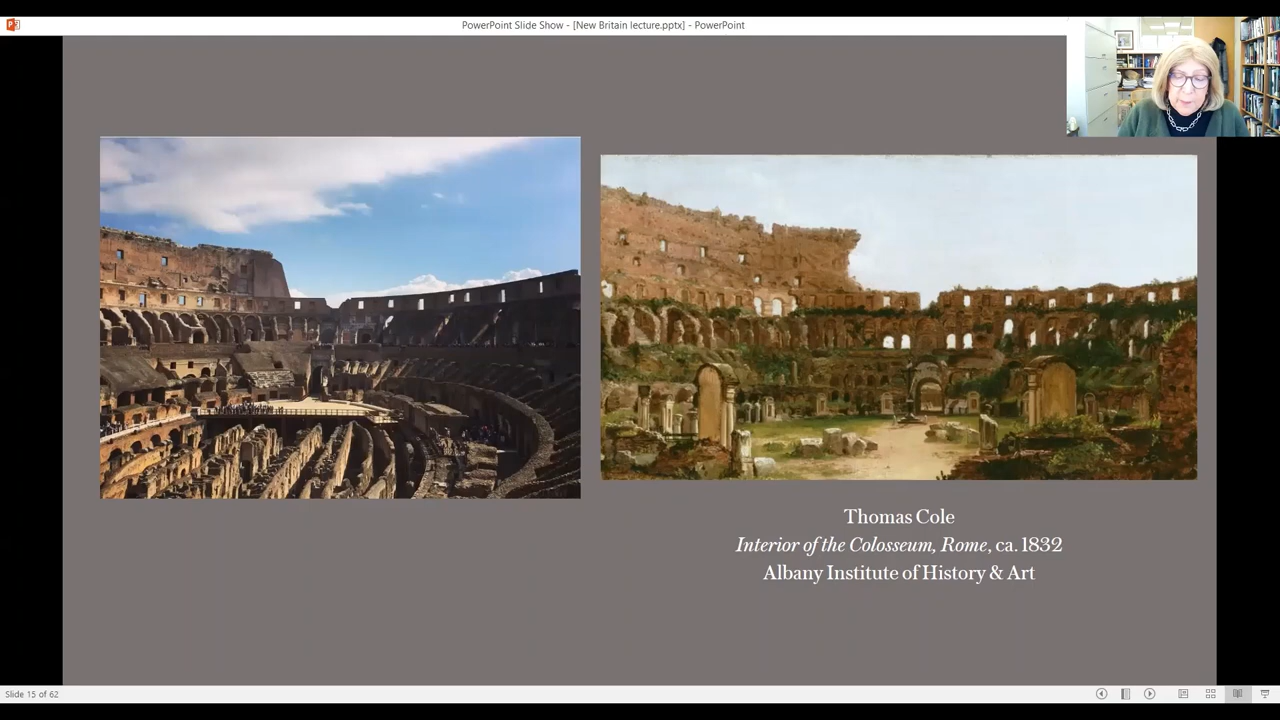 PowerPoint Slide Show - [New Britain lecture.pptx] - PowerPoint
Thomas Cole
Interior of the Colosseum, Rome, ca. 1832
Albany Institute of History & Art
Slide 15 of 62